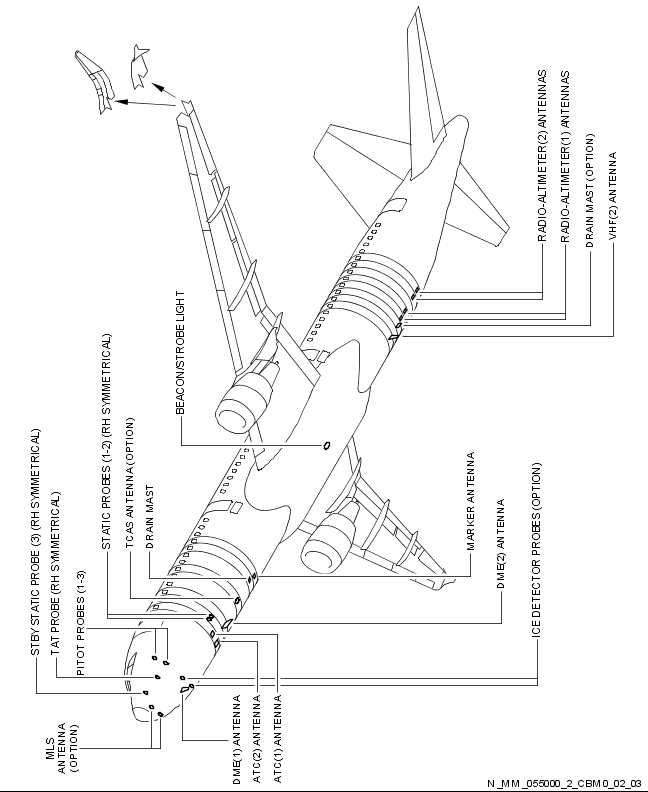 STBY STATIC PROBE (3) (RH SYMMETRICAL)
TAT PROBE (RH SYMMETRICAL)
PITOT PROBES (1-3)
STATIC PROBES (1-2) (RH SYMMETRICAL)
TCAS ANTENNA (OPTION)
DRAIN MAST
BEACON/STROBE LIGHT
RADIO-ALTIMETER(2) ANTENNAS
RADIO-ALTIMETER(1) ANTENNAS
DRAIN MAST (OPTION)
VHF(2) ANTENNA
MARKER ANTENNA
DME(2) ANTENNA
ICE DETECTOR PROBES (OPTION)
MLS
ANTENNA
(OPTION)
DME(1) ANTENNA
ATC(2) ANTENNA
ATC(1) ANTENNA
N_MM_055000_2_CBM0_02_03